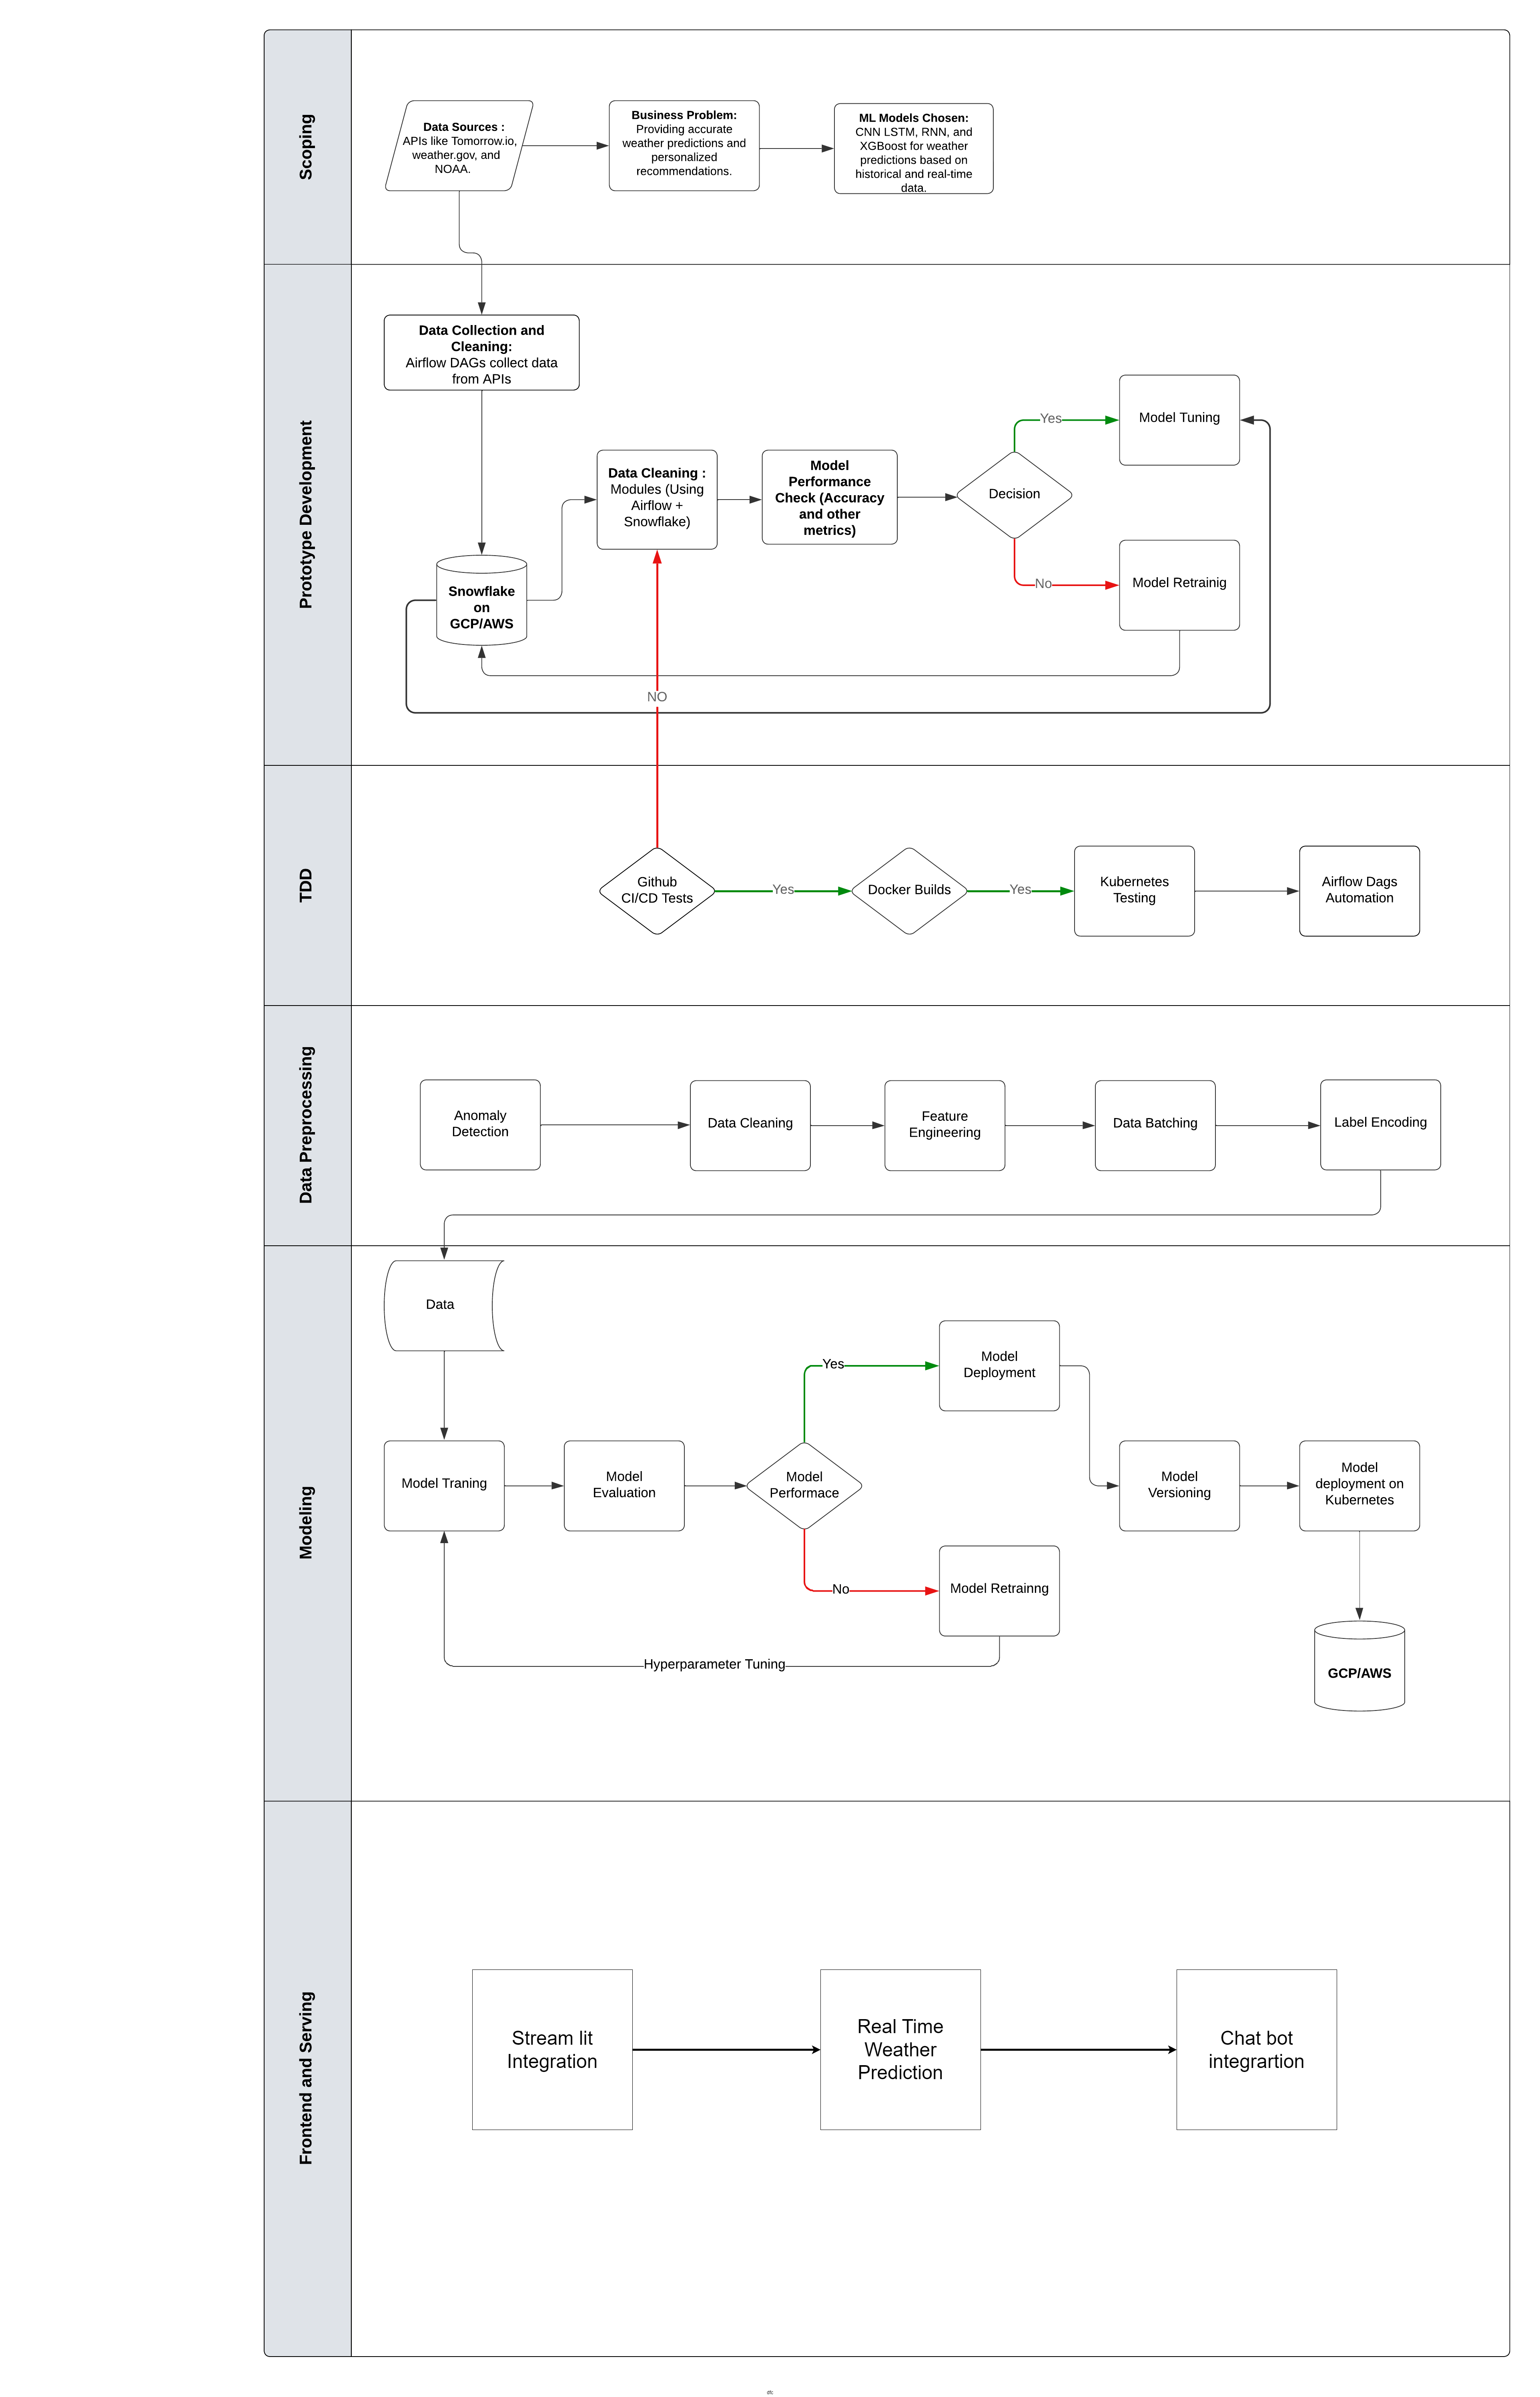 Scoping
Data Sources :
APIs like Tomorrow.io,
weather.gov, and
NOAA.
Business Problem:
Providing accurate
weather predictions and
personalized
recommendations.
ML Models Chosen:
CNN LSTM, RNN, and
XGBoost for weather
predictions based on
historical and real-time
data.
Prototype Development
Data Collection and
Cleaning:
Airflow DAGs collect data
from APIs
Snowflake
on
GCP/AWS
Data Cleaning :
Modules (Using
Airflow +
Snowflake)
Model
Performance
Check (Accuracy
and other
metrics)
Decision
Yes
Model Tuning
No
Model Retrainig
NO
TDD
Github
CI/CD Tests
Yes
Docker Builds
Yes
Kubernetes
Testing
Airflow Dags
Automation
Data Preprocessing
Anomaly
Detection
Data Cleaning
Feature
Engineering
Data Batching
Label Encoding
Modeling
Data
Model Traning
Model
Evaluation
Model
Performace
Yes
Model
Deployment
No
Model Retrainng
Hyperparameter Tuning
Model
Versioning
Model
deployment on
Kubernetes
GCP/AWS
Frontend and Serving
Stream lit
Integration
Real Time
Weather
Prediction
Chat bot
integrartion